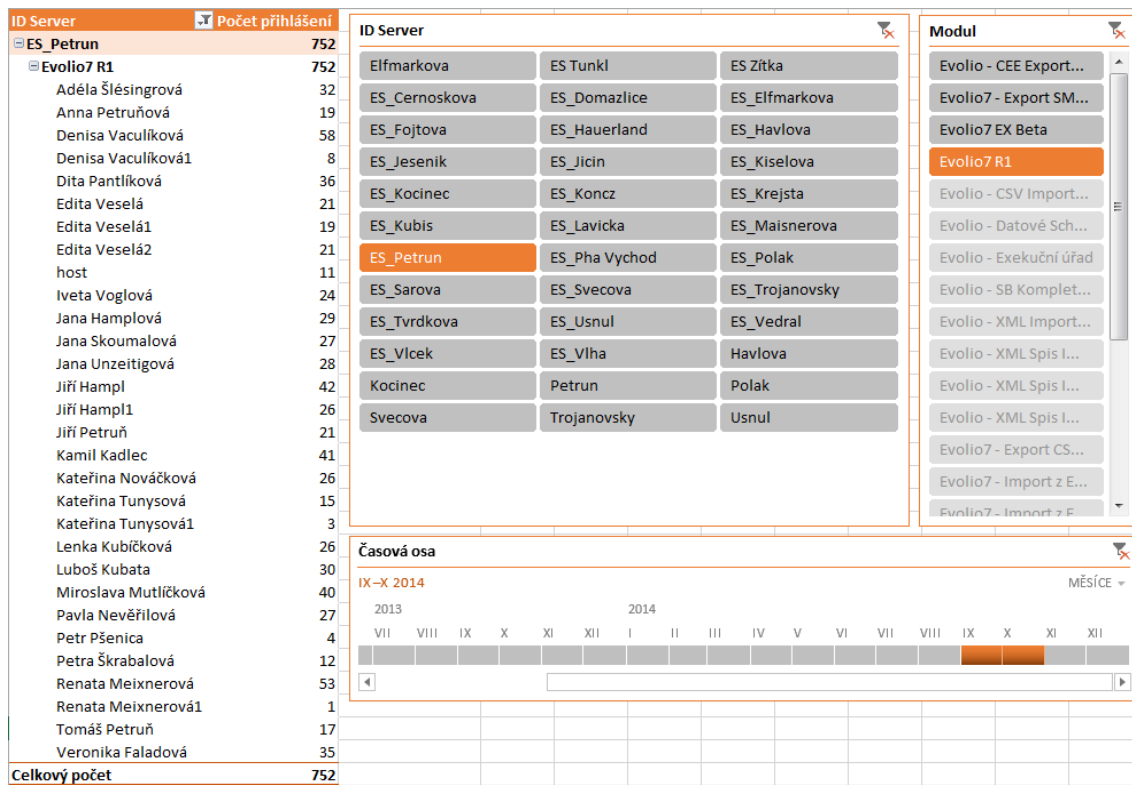 ID Server Počet přihlášení
ES_Petrun 752
Evolio7 R1 752
Adéla Šlésingrová 32
Anna Petruňová 19
Denisa Vaculíková 58
Denisa Vaculíková1 8
Dita Pantlíková 36
Edita Veselá 21
Edita Veselá1 19
Edita Veselá2 21
host 11
Iveta Voglová 24
Jana Hamplová 29
Jana Skoumalová 27
Jana Unzeitigová 28
Jiří Hampl 42
Jiří Hampl1 26
Jiří Petruň 21
Kamil Kadlec 41
Kateřina Nováčková 26
Kateřina Tunysová 15
Kateřina Tunysová1 3
Lenka Kubíčková 26
Luboš Kubata 30
Miroslava Mutlíčková 40
Pavla Nevěřilová 27
Petr Pšenica 4
Petra Škrabalová 12
Renata Meixnerová 53
Renata Meixnerová1 1
Tomáš Petruň 17
Veronika Faladová 35
Celkový počet 752
ID Server
Elfmarkova ES Tunkl ES Zítka
ES_Cernoskova ES_Domazlice ES_Elfmarkova
ES_Fojtova ES_Hauerland ES_Havlova
ES_Jesenik ES_Jicin ES_Kiselova
ES_Kocinec ES_Koncz ES_Krejsta
ES_Kubis ES_Lavicka ES_Maisnerova
ES_Petrun ES_Pha Vychod ES_Polak
ES_Sarova ES_Svecova ES_Trojanovsky
ES_Tvrdkova ES_Usnul ES_Vedral
ES_Vlcek ES_Vlha Havlova
Kocinec Petrun Polak
Svecova Trojanovsky Usnul
Modul
Evolio - CEE Export...
Evolio7 - Export SM...
Evolio7 EX Beta
Evolio7 R1
Evolio - CSV Import...
Evolio - Datové Sch...
Evolio - Exekuční úřad
Evolio - SB Komplet...
Evolio - XML Import...
Evolio - XML Spis I...
Evolio - XML Spis I...
Evolio - XML Spis I...
Evolio7 - Export CS...
Evolio7 - Import z E...
Evolio7 - Import z E...
Časová osa
IX–X 2014 MĚSÍCE
2013 2014
VII VIII IX X XI XII I II III IV V VI VII VIII IX X XI XII